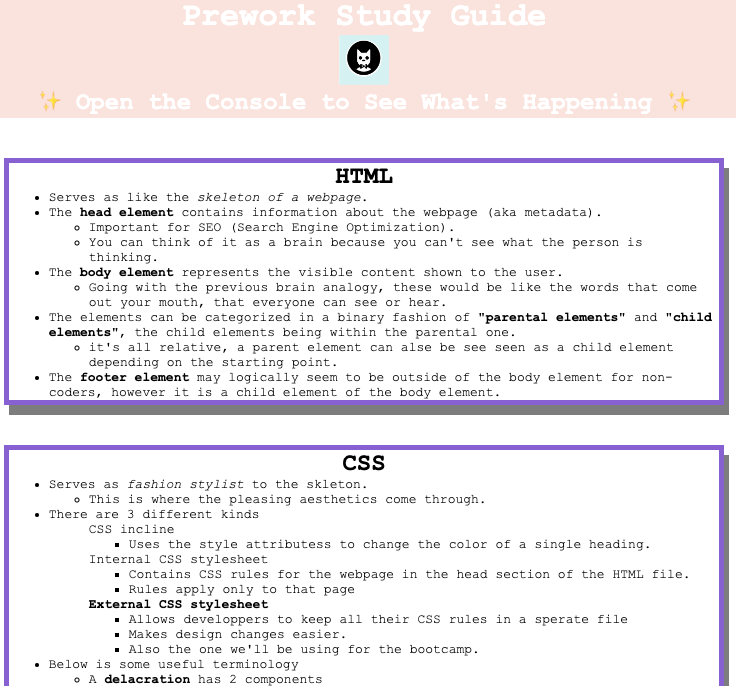 Prework Study Guide
✨ Open the Console to See What's Happening ✨
HTML
Serves as like the skeleton of a webpage.
The head element contains information about the webpage (aka metadata).
Important for SEO (Search Engine Optimization).
You can think of it as a brain because you can't see what the person is
thinking.
The body element represents the visible content shown to the user.
Going with the previous brain analogy, these would be like the words that come
out your mouth, that everyone can see or hear.
The elements can be categorized in a binary fashion of "parental elements" and "child
elements", the child elements being within the parental one.
it's all relative, a parent element can alse be see seen as a child element
depending on the starting point.
The footer element may logically seem to be outside of the body element for non-
coders, however it is a child element of the body element.
CSS
Serves as fashion stylist to the skleton.
This is where the pleasing aesthetics come through.
There are 3 different kinds
CSS incline
Uses the style attributess to change the color of a single heading.
Internal CSS stylesheet
Contains CSS rules for the webpage in the head section of the HTML file.
Rules apply only to that page
External CSS stylesheet
Allows developpers to keep all their CSS rules in a sperate file
Makes design changes easier.
Also the one we'll be using for the bootcamp.
Below is some useful terminology
A delacration has 2 components